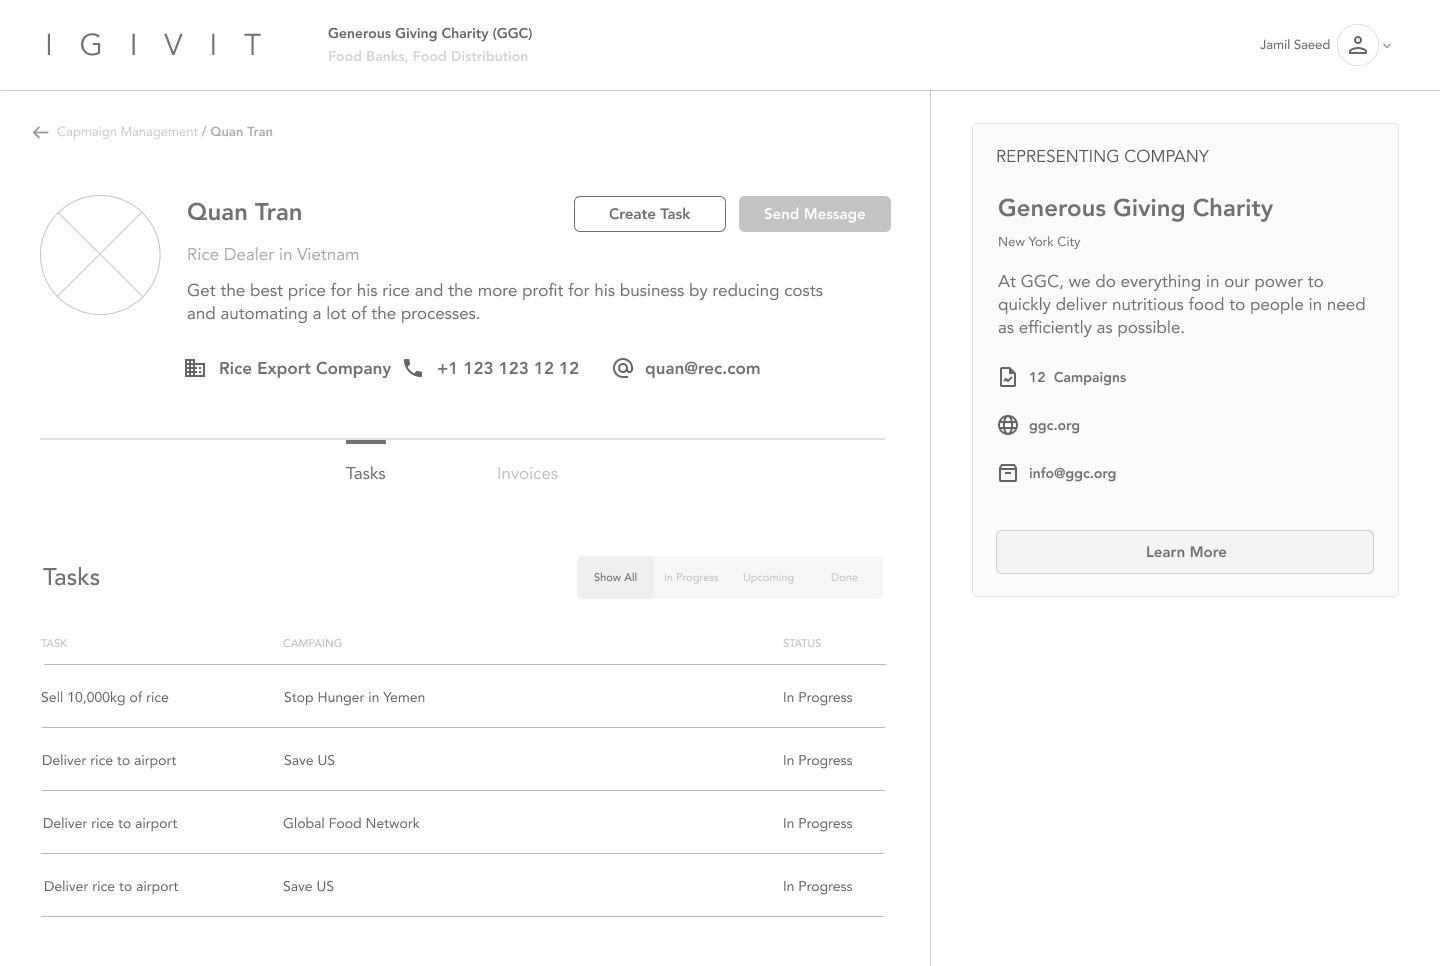 IGIVIT
Generous Giving Charity (GGC)
Food Banks, Food Distribution
Jamil Saeed
Capmaign Management / Quan Tran
Quan Tran
Create Task
Send Message
Rice Dealer in Vietnam
Get the best price for his rice and the more profit for his business by reducing costs
and automating a lot of the processes.
Rice Export Company
+1 123 123 12 12
quan@rec.com
Tasks
Invoices
Tasks
Show All
In Progress
Upcoming
Done
TASK
CAMPAING
STATUS
Sell 10,000kg of rice
Stop Hunger in Yemen
In Progress
Deliver rice to airport
Save US
In Progress
Deliver rice to airport
Global Food Network
In Progress
Deliver rice to airport
Save US
In Progress
REPRESENTING COMPANY
Generous Giving Charity
New York City
At GGC, we do everything in our power to
quickly deliver nutritious food to people in need
as efficiently as possible.
12 Campaigns
ggc.org
info@ggc.org
Learn More